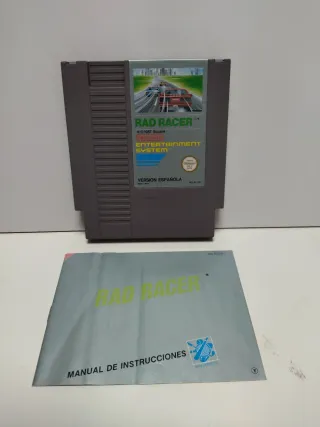 RAD RACER
ENTERTAINMENT
SYSTEM
VERSION ESPAÑOLA
RAD RACER
MANUAL DE INSTRUCCIONES